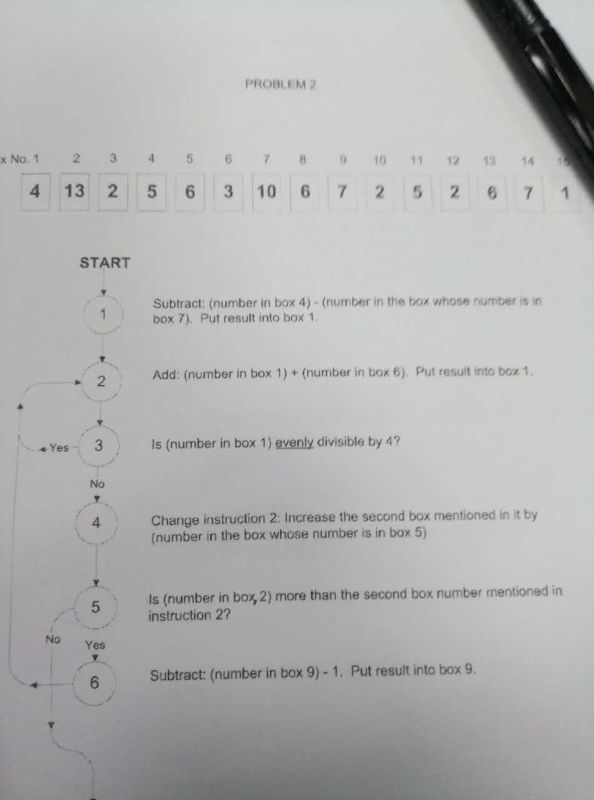 PROBLEM 2
x No. 1 2 3 4 5 6 7 8 9 10 11 12 13 14 15
4 13 2 5 6 3 10 6 7 2 5 2 6 7 1
START
1 Subtract: (number in box 4) - (number in the box whose number is in
box 7). Put result into box 1.
2 Add: (number in box 1) + (number in box 6). Put result into box 1.
Yes 3 Is (number in box 1) evenly divisible by 4?
No
4 Change instruction 2: Increase the second box mentioned in it by
(number in the box whose number is in box 5)
5 Is (number in box 2) more than the second box number mentioned in
instruction 2?
No Yes
6 Subtract: (number in box 9) - 1. Put result into box 9.